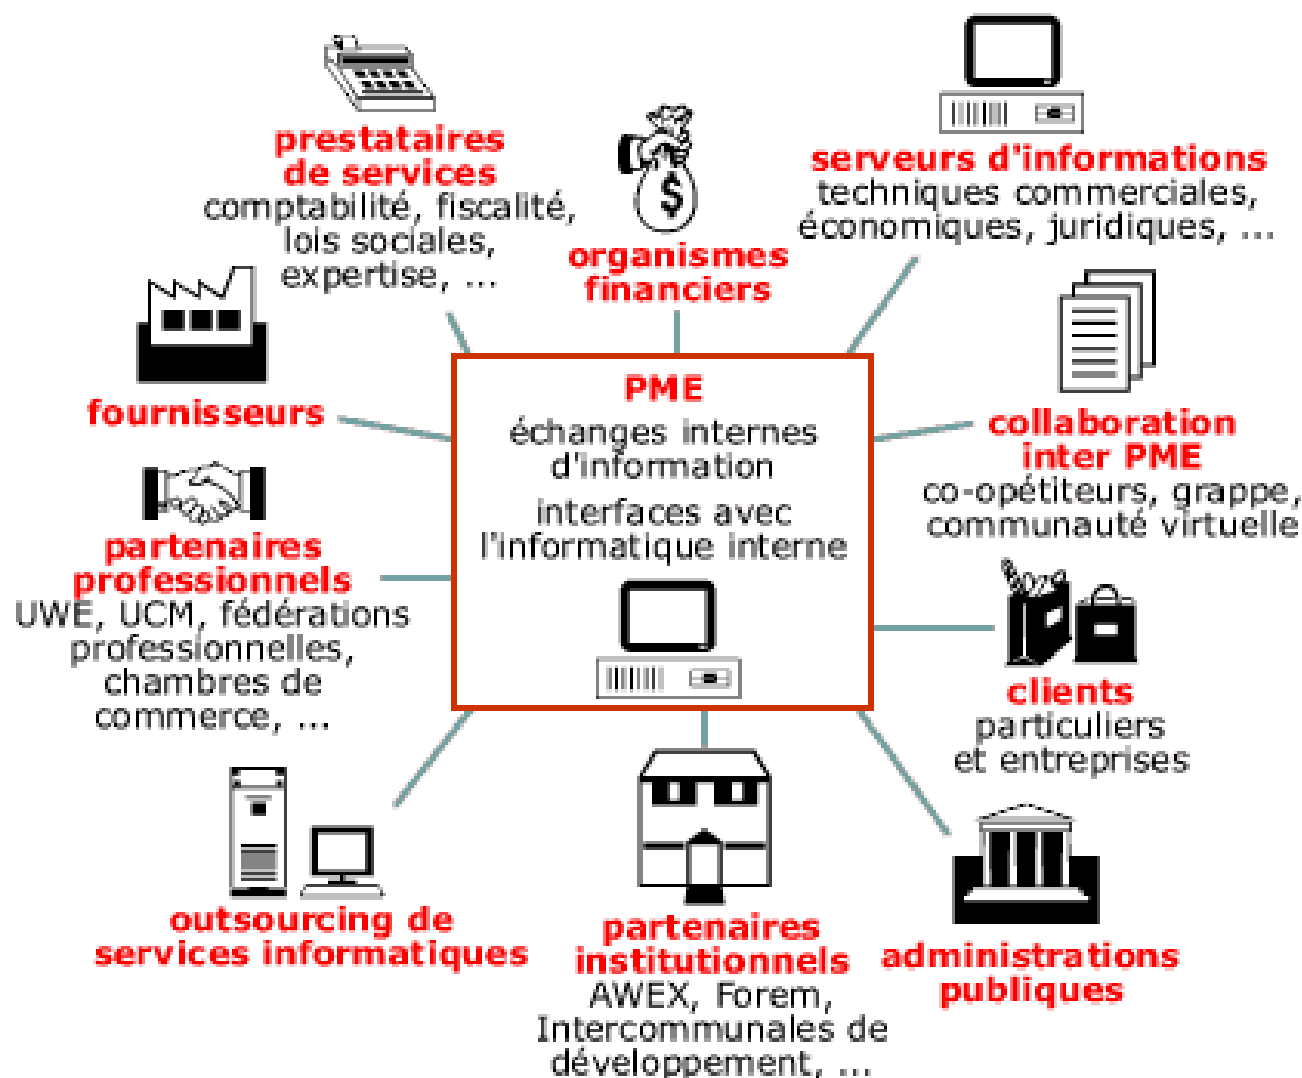 prestataires
de services
comptabilité, fiscalité,
lois sociales,
expertise, ...
$
organismes
financiers
serveurs d'informations
techniques commerciales,
économiques, juridiques, ...
fournisseurs
PME
échanges internes
d'information
interfaces avec
l'informatique interne
collaboration
inter PME
co-opétiteurs, grappe,
communauté virtuelle
partenaires
professionnels
UWE, UCM, fédérations
professionnelles,
chambres de
commerce, ...
clients
particuliers
et entreprises
outsourcing de
services informatiques
partenaires
institutionnels
AWEX, Forem,
Intercommunales de
développement, ...
administrations
publiques